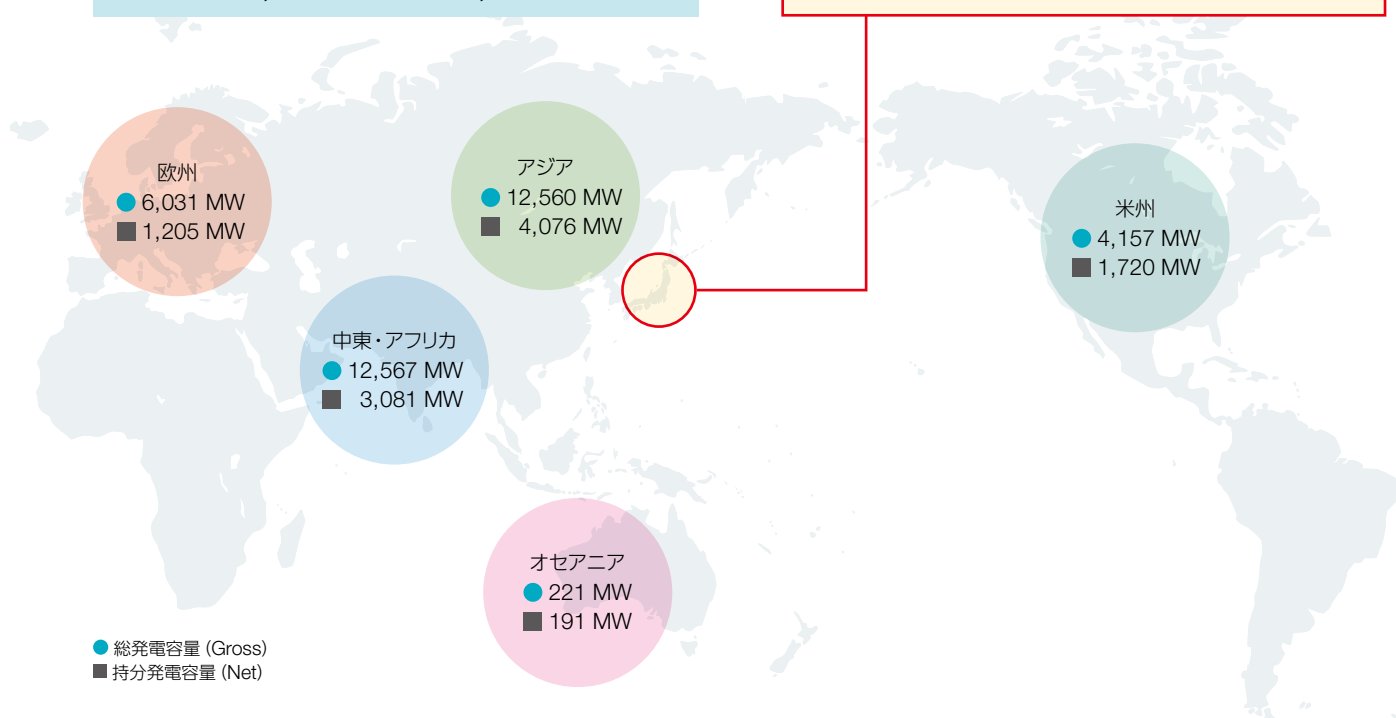 欧州
6,031 MW
1,205 MW
アジア
12,560 MW
4,076 MW
米州
4,157 MW
1,720 MW
中東・アフリカ
12,567 MW
3,081 MW
オセアニア
221 MW
191 MW
総発電容量 (Gross)
持分発電容量 (Net)